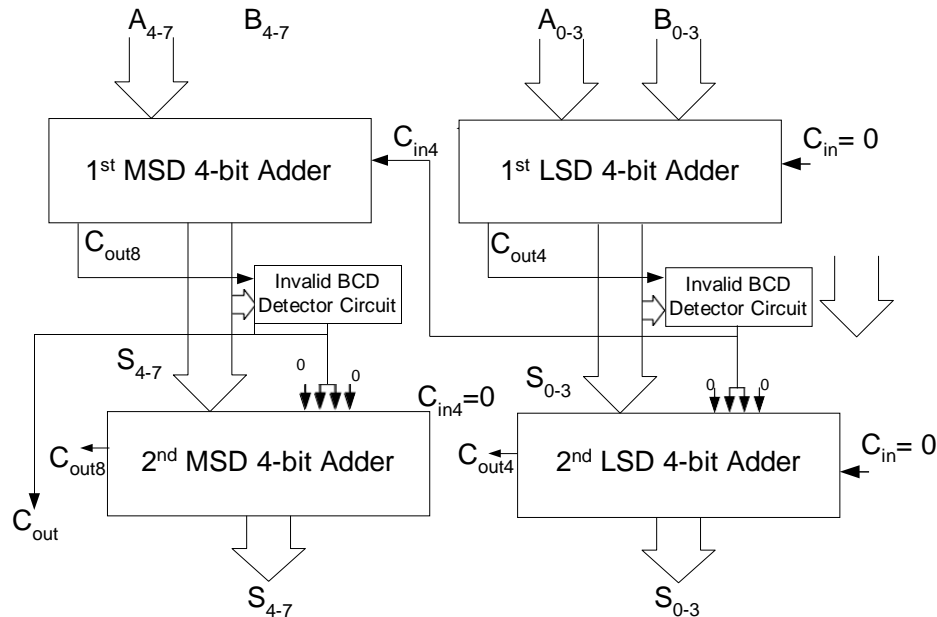 A4-7 B4-7 A0-3 B0-3
1st MSD 4-bit Adder
Cin4
1st LSD 4-bit Adder
Cin= 0
Cout8
Invalid BCD
Detector Circuit
Cout4
Invalid BCD
Detector Circuit
S4-7
0 0
Cin4=0
S0-3
0 0
Cout8
2nd MSD 4-bit Adder
Cout4
2nd LSD 4-bit Adder
Cin= 0
Cout
S4-7
S0-3